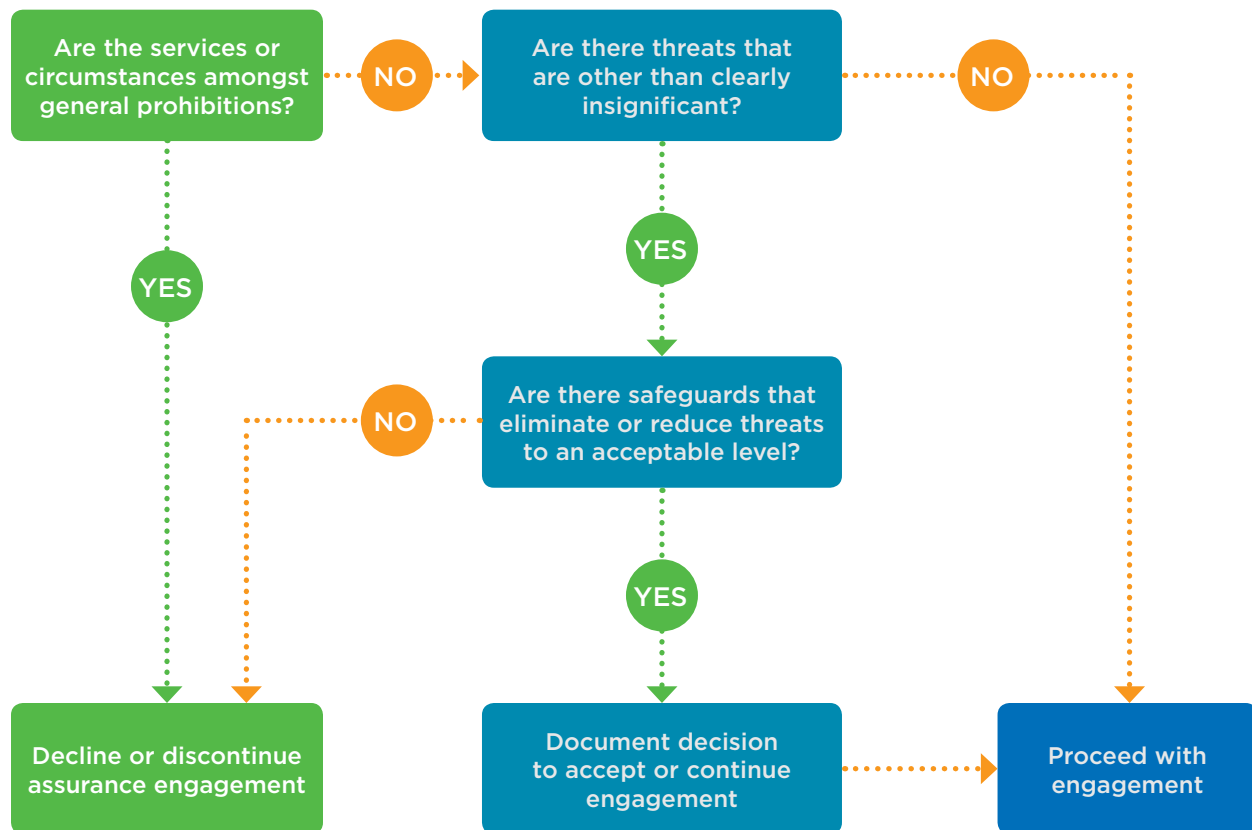 Are the services or
circumstances amongst
general prohibitions?
NO
Are there threats that
are other than clearly
insignificant?
NO
YES
YES
Are there safeguards that
eliminate or reduce threats
to an acceptable level?
NO
YES
Decline or discontinue
assurance engagement
Document decision
to accept or continue
engagement
Proceed with
engagement